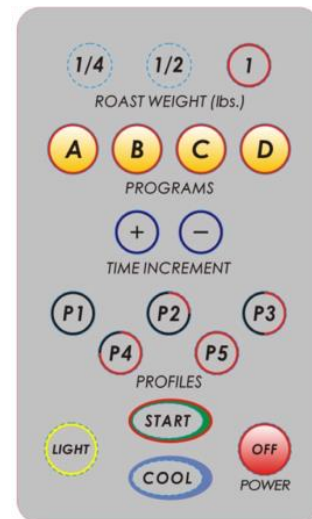 1/4 1/2 1
ROAST WEIGHT (lbs.)
A B C D
PROGRAMS
+ −
TIME INCREMENT
P1 P2 P3
P4 P5
PROFILES
START
LIGHT OFF
COOL
POWER